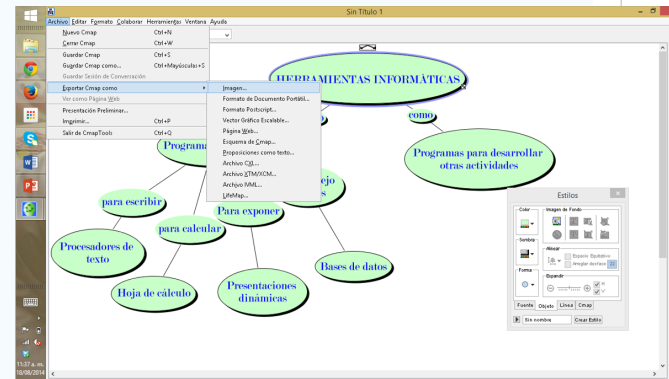 Sin Título 1
Archivo Editar Formato Colaborar Herramientas Ventana Ayuda
Nuevo Cmap Ctrl+N
Cerrar Cmap Ctrl+W
Guardar Cmap Ctrl+S
Guardar Cmap como... Ctrl+Mayúsculas+S
Guardar Sesión de Conversación
Exportar Cmap como
Ver como Página Web
Presentación Preliminar...
Imprimir... Ctrl+P
Salir de CmapTools Ctrl+Q
Imagen...
Formato de Documento Portátil...
Formato Postscript...
Vector Gráfico Escalable...
Página Web...
Esquema de Cmap...
Proposiciones como texto...
Archivo CXL...
Archivo XTM/XCM...
Archivo IVML...
LifeMap...
HERRAMIENTAS INFORMÁTICAS
como
Programa
Programas para desarrollar
otras actividades
para escribir
para calcular
Para exponer
Procesadores de
texto
Hoja de cálculo
Presentaciones
dinámicas
Bases de datos
Estilos
Color
Imagen de Fondo
Sombra
Alinear
Espacio Equitativo
Arreglar destace
Forma
Expandir
H
V
Fuente Objeto Línea Cmap
Sin nombre Crear Estilo
11:37 a. m.
18/08/2014